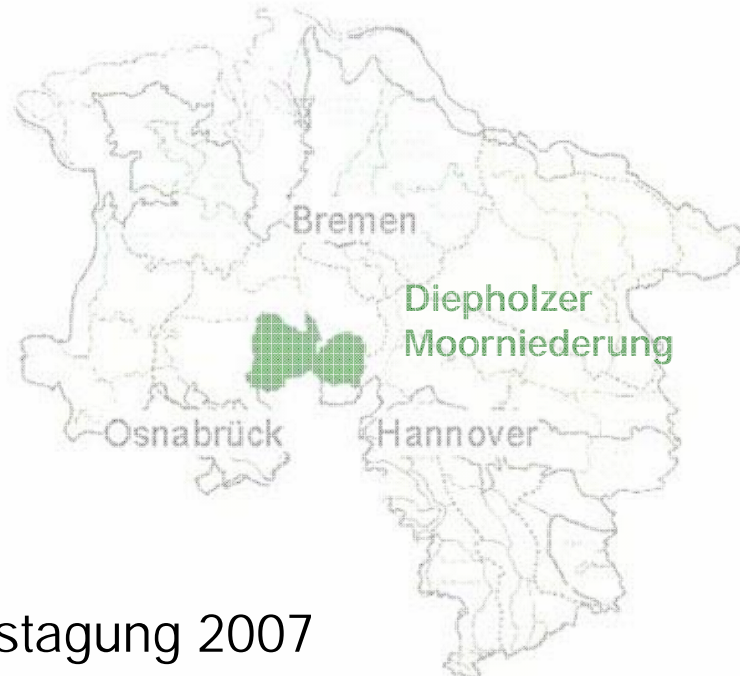 Bremen
Diepholzer
Moorniederung
Osnabrück
Hannover
stagung 2007